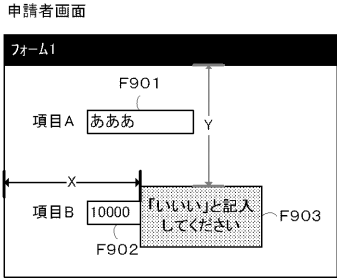 申請者画面
フォーム1
F901
項目A
あああ
Y
X
項目B
10000
「いいい」と記入
してください
F903
F902